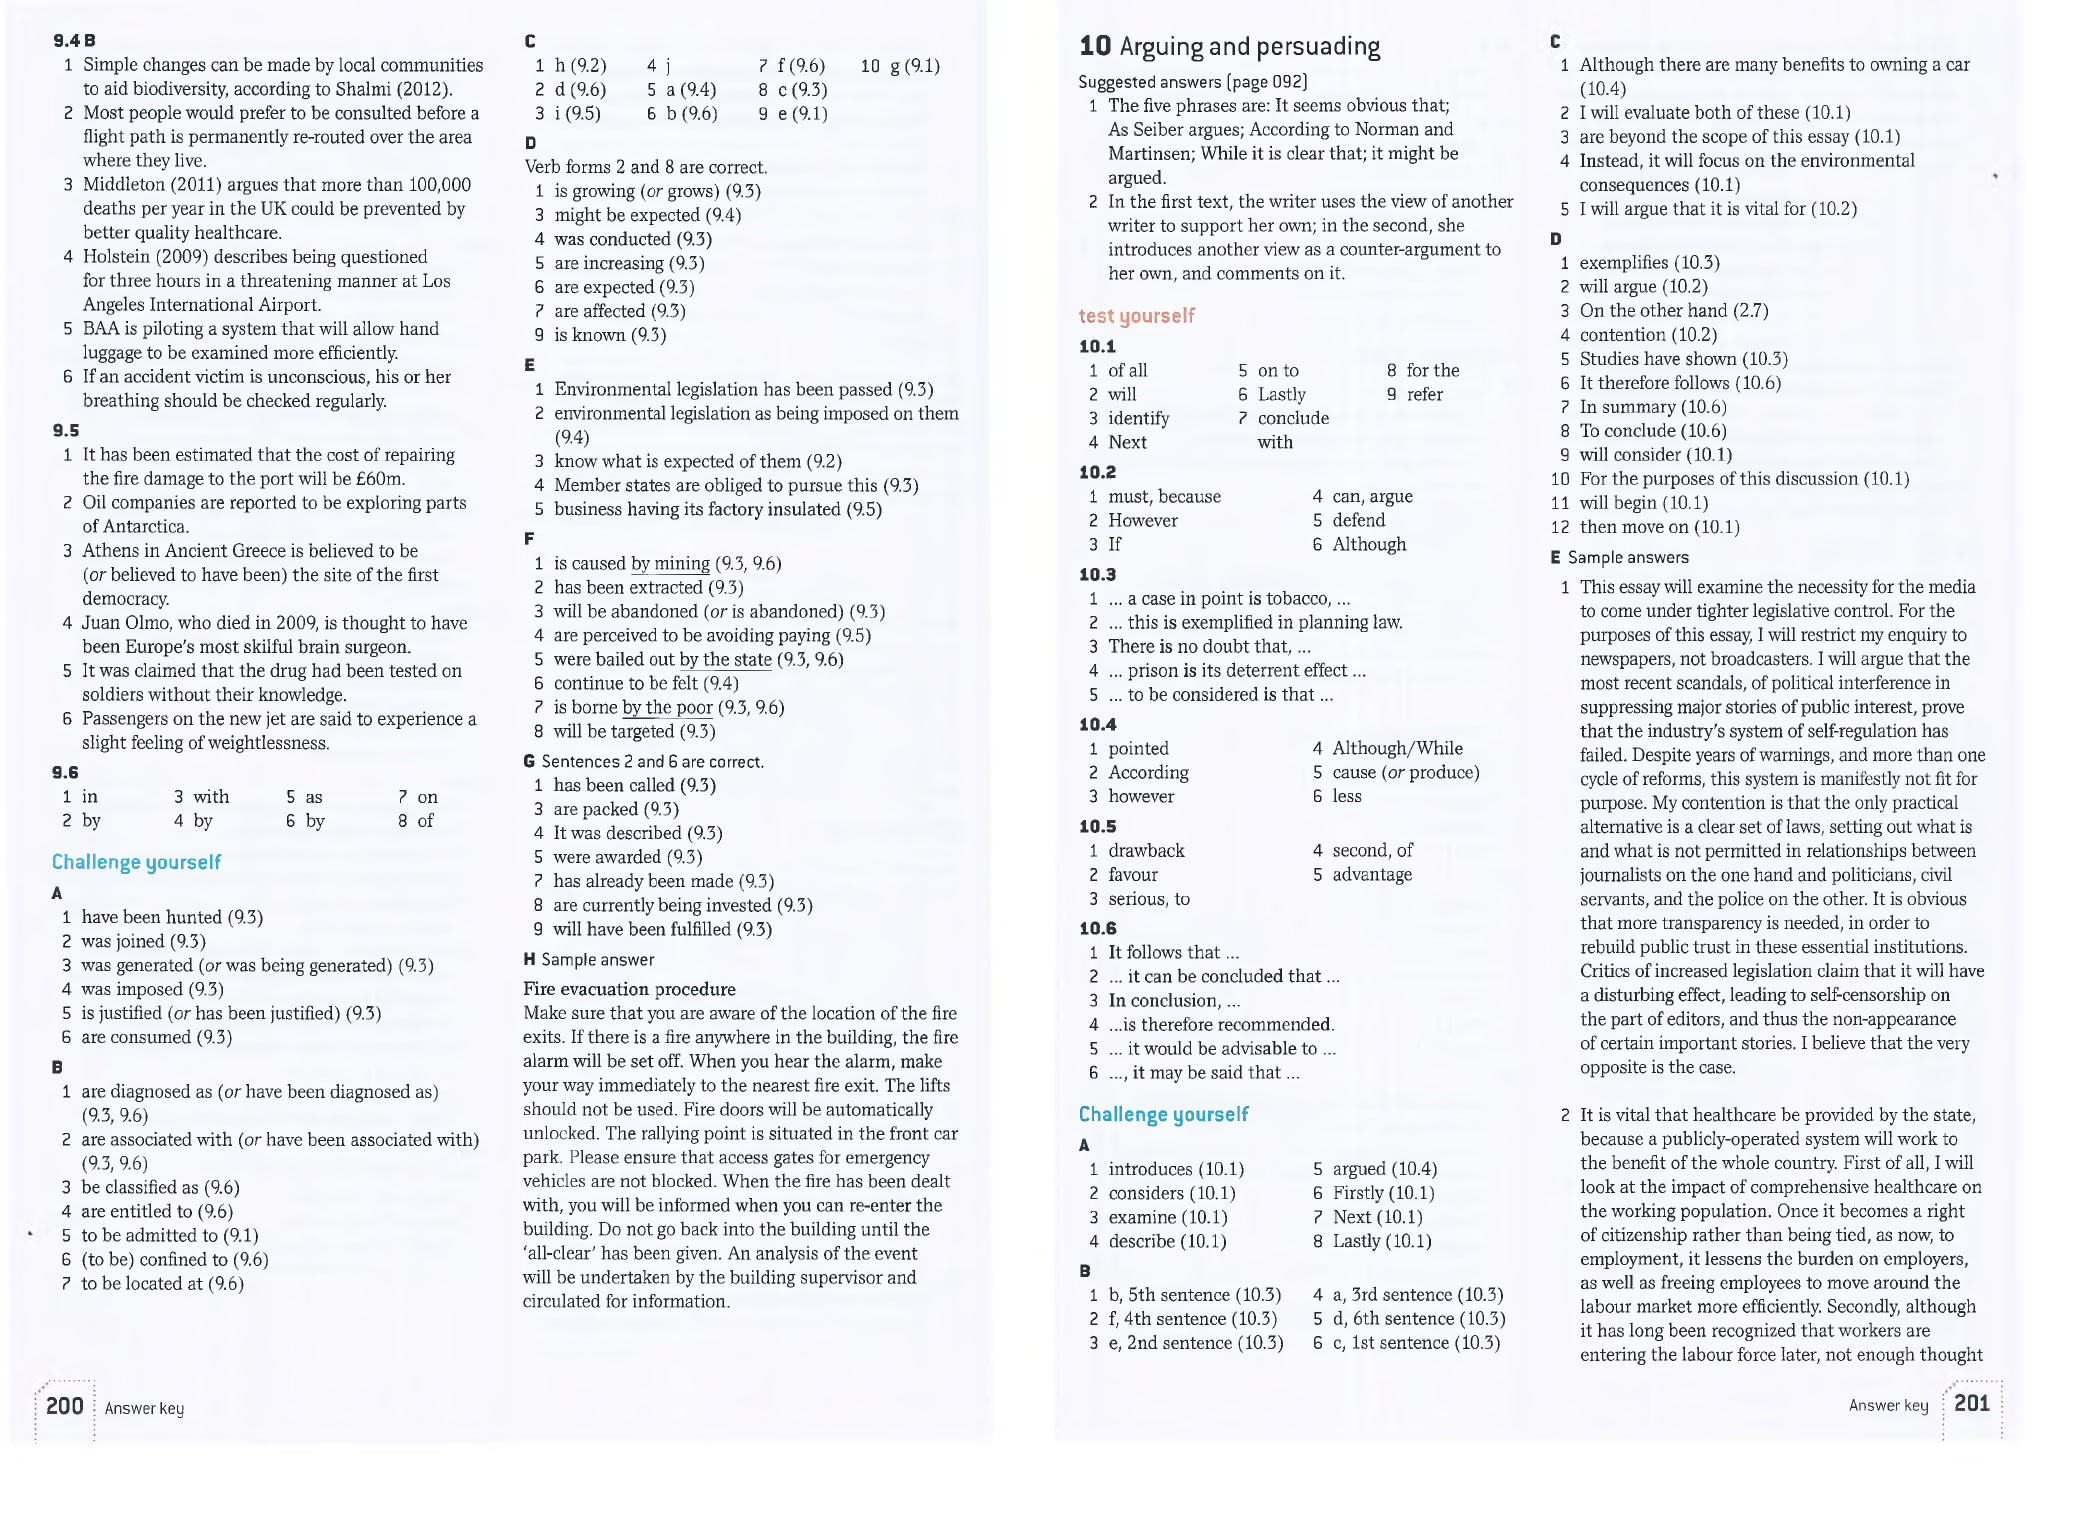 9.4 B
1 Simple changes can be made by local communities
to aid biodiversity, according to Shalmi (2012).
2 Most people would prefer to be consulted before a
flight path is permanently re-routed over the area
where they live.
3 Middleton (2011) argues that more than 100,000
deaths per year in the UK could be prevented by
better quality healthcare.
4 Holstein (2009) describes being questioned
for three hours in a threatening manner at Los
Angeles International Airport.
5 BAA is piloting a system that will allow hand
luggage to be examined more efficiently.
6 If an accident victim is unconscious, his or her
breathing should be checked regularly.
9.5
1 It has been estimated that the cost of repairing
the fire damage to the port will be £60m.
2 Oil companies are reported to be exploring parts
of Antarctica.
3 Athens in Ancient Greece is believed to be
(or believed to have been) the site of the first
democracy.
4 Juan Olmo, who died in 2009, is thought to have
been Europe's most skilful brain surgeon.
5 It was claimed that the drug had been tested on
soldiers without their knowledge.
6 Passengers on the new jet are said to experience a
slight feeling of weightlessness.
9.6
1 in 3 with 5 as 7 on
2 by 4 by 6 by 8 of
Challenge yourself
A
1 have been hunted (9.3)
2 was joined (9.3)
3 was generated (or was being generated) (9.3)
4 was imposed (9.3)
5 is justified (or has been justified) (9.3)
6 are consumed (9.3)
B
1 are diagnosed as (or have been diagnosed as)
(9.3, 9.6)
2 are associated with (or have been associated with)
(9.3, 9.6)
3 be classified as (9.6)
4 are entitled to (9.6)
5 to be admitted to (9.1)
6 (to be) confined to (9.6)
7 to be located at (9.6)
C
1 h (9.2) 4 j 7 f (9.6) 10 g (9.1)
2 d (9.6) 5 a (9.4) 8 c (9.3)
3 i (9.5) 6 b (9.6) 9 e (9.1)
D
Verb forms 2 and 8 are correct.
1 is growing (or grows) (9.3)
3 might be expected (9.4)
4 was conducted (9.3)
5 are increasing (9.3)
6 are expected (9.3)
7 are affected (9.3)
9 is known (9.3)
E
1 Environmental legislation has been passed (9.3)
2 environmental legislation as being imposed on them
(9.4)
3 know what is expected of them (9.2)
4 Member states are obliged to pursue this (9.3)
5 business having its factory insulated (9.5)
F
1 is caused by mining (9.3, 9.6)
2 has been extracted (9.3)
3 will be abandoned (or is abandoned) (9.3)
4 are perceived to be avoiding paying (9.5)
5 were bailed out by the state (9.3, 9.6)
6 continue to be felt (9.4)
7 is borne by the poor (9.3, 9.6)
8 will be targeted (9.3)
G Sentences 2 and 6 are correct.
1 has been called (9.3)
3 are packed (9.3)
4 It was described (9.3)
5 were awarded (9.3)
7 has already been made (9.3)
8 are currently being invested (9.3)
9 will have been fulfilled (9.3)
H Sample answer
Fire evacuation procedure
Make sure that you are aware of the location of the fire
exits. If there is a fire anywhere in the building, the fire
alarm will be set off. When you hear the alarm, make
your way immediately to the nearest fire exit. The lifts
should not be used. Fire doors will be automatically
unlocked. The rallying point is situated in the front car
park. Please ensure that access gates for emergency
vehicles are not blocked. When the fire has been dealt
with, you will be informed when you can re-enter the
building. Do not go back into the building until the
'all-clear' has been given. An analysis of the event
will be undertaken by the building supervisor and
circulated for information.
200 Answer key
10 Arguing and persuading
Suggested answers (page 092)
1 The five phrases are: It seems obvious that;
As Seiber argues; According to Norman and
Martinsen; While it is clear that; it might be
argued.
2 In the first text, the writer uses the view of another
writer to support her own; in the second, she
introduces another view as a counter-argument to
her own, and comments on it.
test yourself
10.1
1 of all 5 on to 8 for the
2 will 6 Lastly 9 refer
3 identify 7 conclude
4 Next with
10.2
1 must, because 4 can, argue
2 However 5 defend
3 If 6 Although
10.3
1 ... a case in point is tobacco, ...
2 ... this is exemplified in planning law.
3 There is no doubt that, ...
4 ... prison is its deterrent effect ...
5 ... to be considered is that ...
10.4
1 pointed 4 Although/While
2 According 5 cause (or produce)
3 however 6 less
10.5
1 drawback 4 second, of
2 favour 5 advantage
3 serious, to
10.6
1 It follows that ...
2 ... it can be concluded that ...
3 In conclusion, ...
4 ...is therefore recommended.
5 ... it would be advisable to ...
6 ..., it may be said that ...
Challenge yourself
A
1 introduces (10.1) 5 argued (10.4)
2 considers (10.1) 6 Firstly (10.1)
3 examine (10.1) 7 Next (10.1)
4 describe (10.1) 8 Lastly (10.1)
B
1 b, 5th sentence (10.3) 4 a, 3rd sentence (10.3)
2 f, 4th sentence (10.3) 5 d, 6th sentence (10.3)
3 e, 2nd sentence (10.3) 6 c, 1st sentence (10.3)
C
1 Although there are many benefits to owning a car
(10.4)
2 I will evaluate both of these (10.1)
3 are beyond the scope of this essay (10.1)
4 Instead, it will focus on the environmental
consequences (10.1)
5 I will argue that it is vital for (10.2)
D
1 exemplifies (10.3)
2 will argue (10.2)
3 On the other hand (2.7)
4 contention (10.2)
5 Studies have shown (10.3)
6 It therefore follows (10.6)
7 In summary (10.6)
8 To conclude (10.6)
9 will consider (10.1)
10 For the purposes of this discussion (10.1)
11 will begin (10.1)
12 then move on (10.1)
E Sample answers
1 This essay will examine the necessity for the media
to come under tighter legislative control. For the
purposes of this essay, I will restrict my enquiry to
newspapers, not broadcasters. I will argue that the
most recent scandals, of political interference in
suppressing major stories of public interest, prove
that the industry's system of self-regulation has
failed. Despite years of warnings, and more than one
cycle of reforms, this system is manifestly not fit for
purpose. My contention is that the only practical
alternative is a clear set of laws, setting out what is
and what is not permitted in relationships between
journalists on the one hand and politicians, civil
servants, and the police on the other. It is obvious
that more transparency is needed, in order to
rebuild public trust in these essential institutions.
Critics of increased legislation claim that it will have
a disturbing effect, leading to self-censorship on
the part of editors, and thus the non-appearance
of certain important stories. I believe that the very
opposite is the case.
2 It is vital that healthcare be provided by the state,
because a publicly-operated system will work to
the benefit of the whole country. First of all, I will
look at the impact of comprehensive healthcare on
the working population. Once it becomes a right
of citizenship rather than being tied, as now, to
employment, it lessens the burden on employers,
as well as freeing employees to move around the
labour market more efficiently. Secondly, although
it has long been recognized that workers are
entering the labour force later, not enough thought
Answer key 201